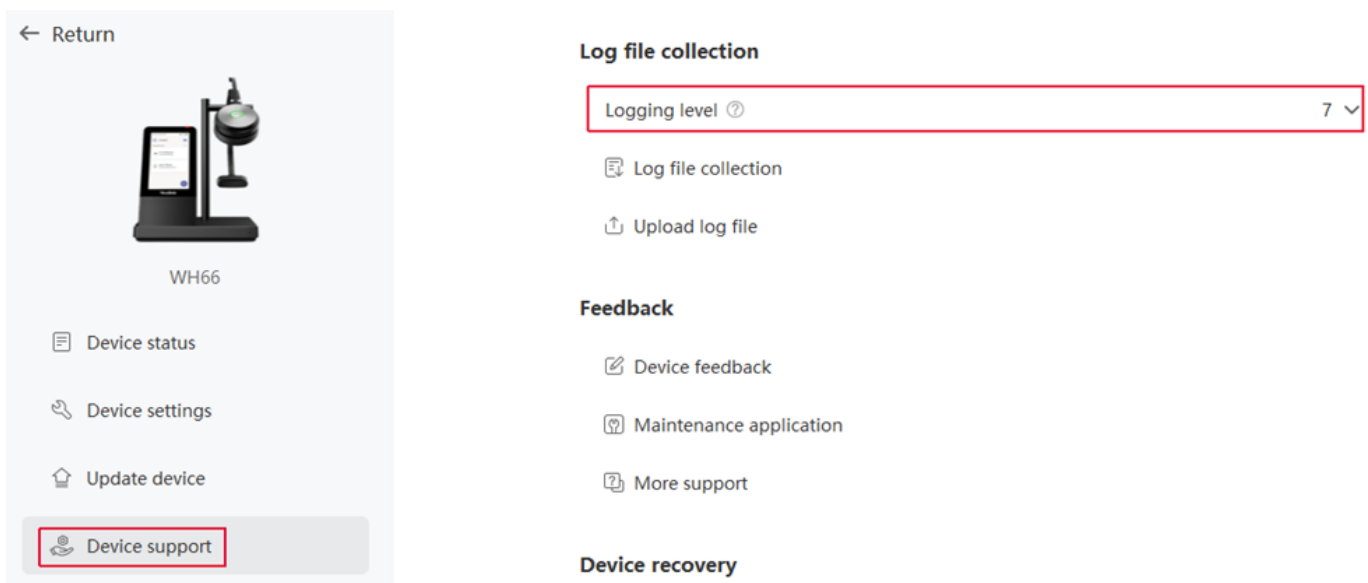 Return
WH66
Device status
Device settings
Update device
Device support
Log file collection
Logging level
7
Log file collection
Upload log file
Feedback
Device feedback
Maintenance application
More support
Device recovery